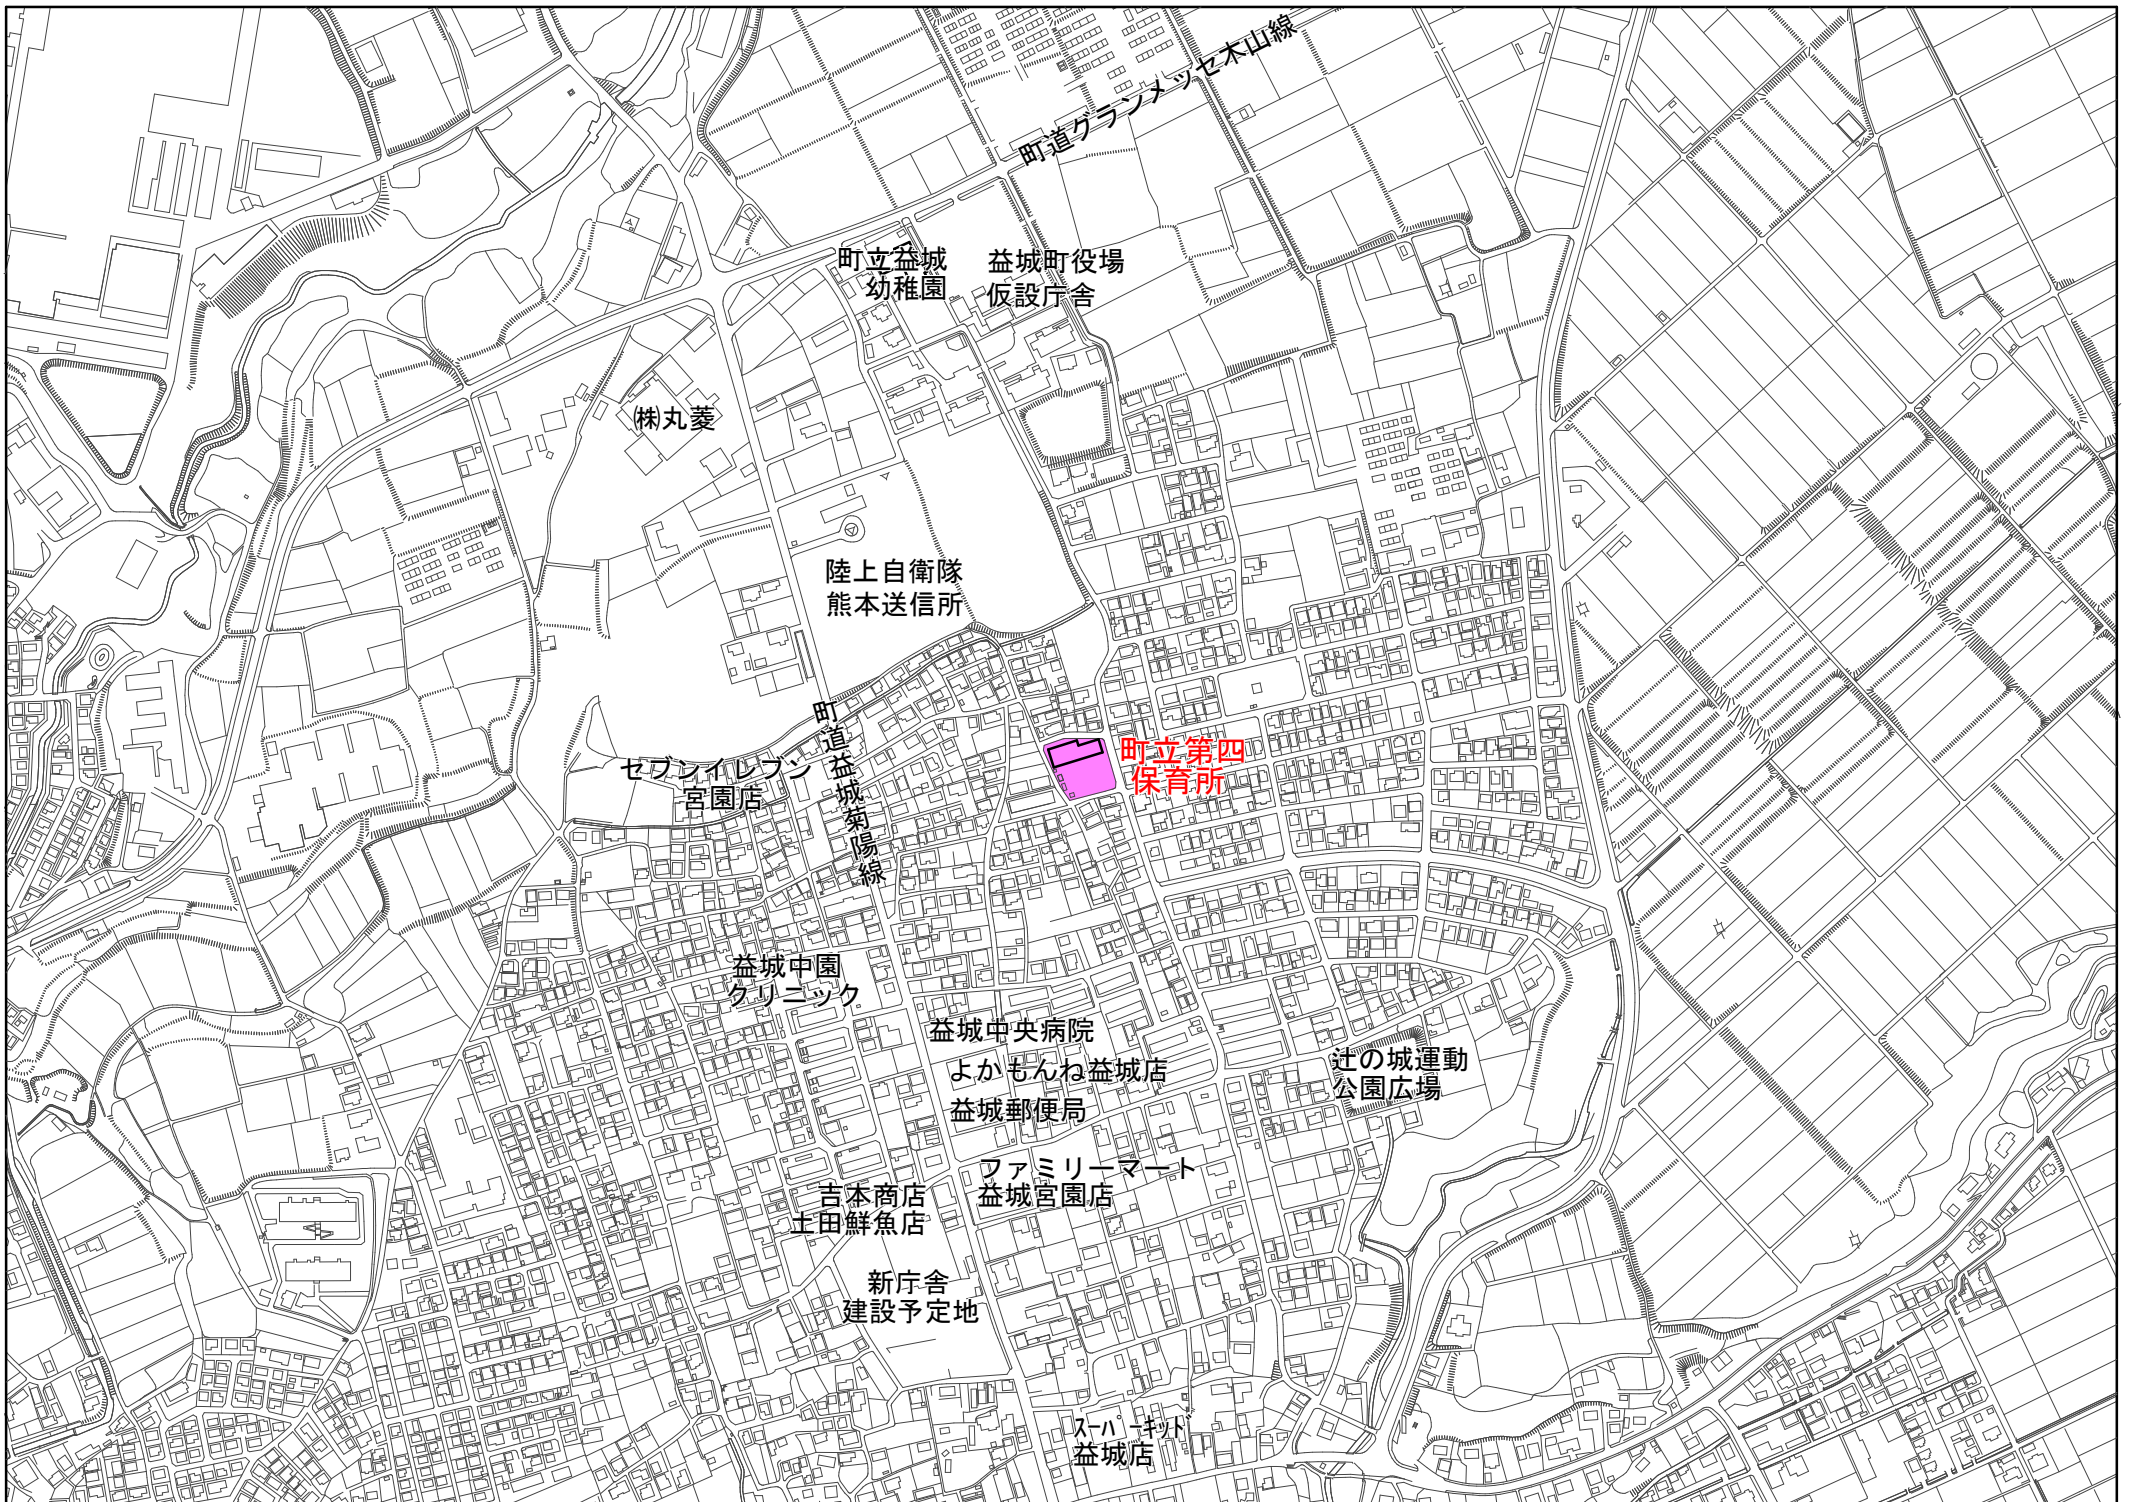 町道グランメッセ木山線
町立益城
幼稚園
益城町役場
仮設庁舎
㈱丸菱
陸上自衛隊
熊本送信所
町道益城菊陽線
町立第四
保育所
セブンイレブン
宮園店
益城中園
クリニック
益城中央病院
よかもんね益城店
益城郵便局
辻の城運動
公園広場
ファミリーマート
益城宮園店
吉本商店
土田鮮魚店
新庁舎
建設予定地
ｽｰﾊﾟｰｷｯﾄﾞ
益城店